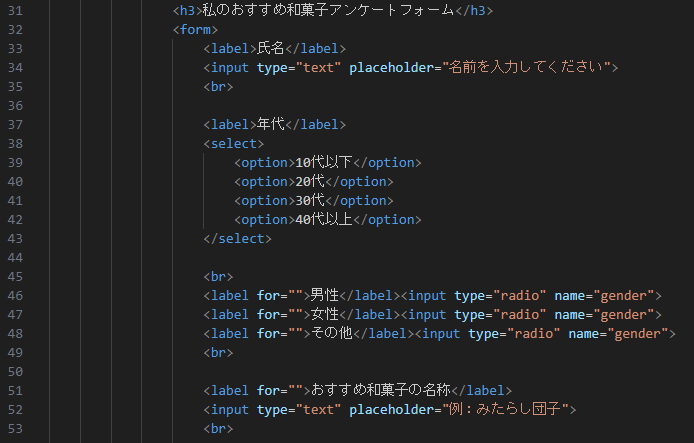 31 <h3>私のおすすめ和菓子アンケートフォーム</h3>
32 <form>
33 <label>氏名</label>
34 <input type="text" placeholder="名前を入力してください">
35 <br>
36
37 <label>年代</label>
38 <select>
39 <option>10代以下</option>
40 <option>20代</option>
41 <option>30代</option>
42 <option>40代以上</option>
43 </select>
44
45 <br>
46 <label for="">男性</label><input type="radio" name="gender">
47 <label for="">女性</label><input type="radio" name="gender">
48 <label for="">その他</label><input type="radio" name="gender">
49 <br>
50
51 <label for="">おすすめ和菓子の名称</label>
52 <input type="text" placeholder="例：みたらし団子">
53 <br>